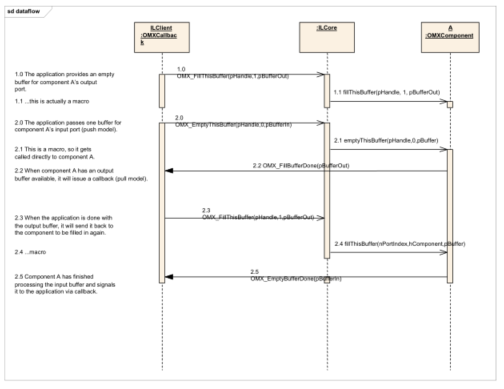 sd dataflow
ILClient
:OMXCallbac
k
:ILCore
A
:OMXComponent
1.0 The application provides an empty
buffer for component A's output
port.
1.0
OMX_FillThisBuffer(pHandle,1,pBufferOut)
1.1 ...this is actually a macro
1.1 fillThisBuffer(pHandle, 1, pBufferOut)
2.0 The application passes one buffer for
component A's input port (push model).
2.0
OMX_EmptyThisBuffer(pHandle,0,pBufferIn)
2.1 This is a macro, so it gets
called directly to component A.
2.1 emptyThisBuffer(pHandle,0,pBuffer)
2.2 When component A has an output
buffer available, it will issue a callback (pull model).
2.2 OMX_FillBufferDone(pBufferOut)
2.3 When the application is done with
the output buffer, it will send it back to
the component to be filled in again.
2.3
OMX_FillThisBuffer(pHandle,1,pBufferOut)
2.4 ...macro
2.4 fillThisBuffer(nPortIndex,hComponent,pBuffer)
2.5 Component A has finished
processing the input buffer and signals
it to the application via callback.
2.5
OMX_EmptyBufferDone(pBufferIn)